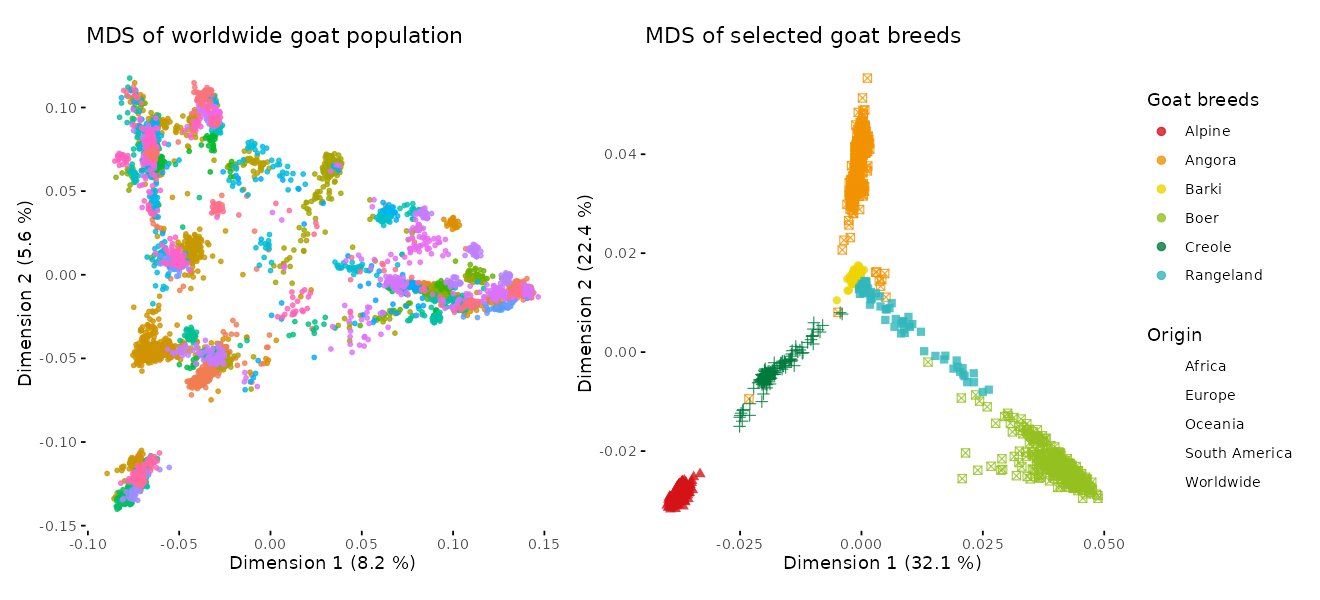 MDS of worldwide goat population
Dimension 2 (5.6 %)
0.10
0.05
0.00
-0.05
-0.10
-0.15
-0.10 -0.05 0.00 0.05 0.10 0.15
Dimension 1 (8.2 %)
MDS of selected goat breeds
Dimension 2 (22.4 %)
0.04
0.02
0.00
-0.02
-0.025 0.000 0.025 0.050
Dimension 1 (32.1 %)
Goat breeds
Alpine
Angora
Barki
Boer
Creole
Rangeland
Origin
Africa
Europe
Oceania
South America
Worldwide